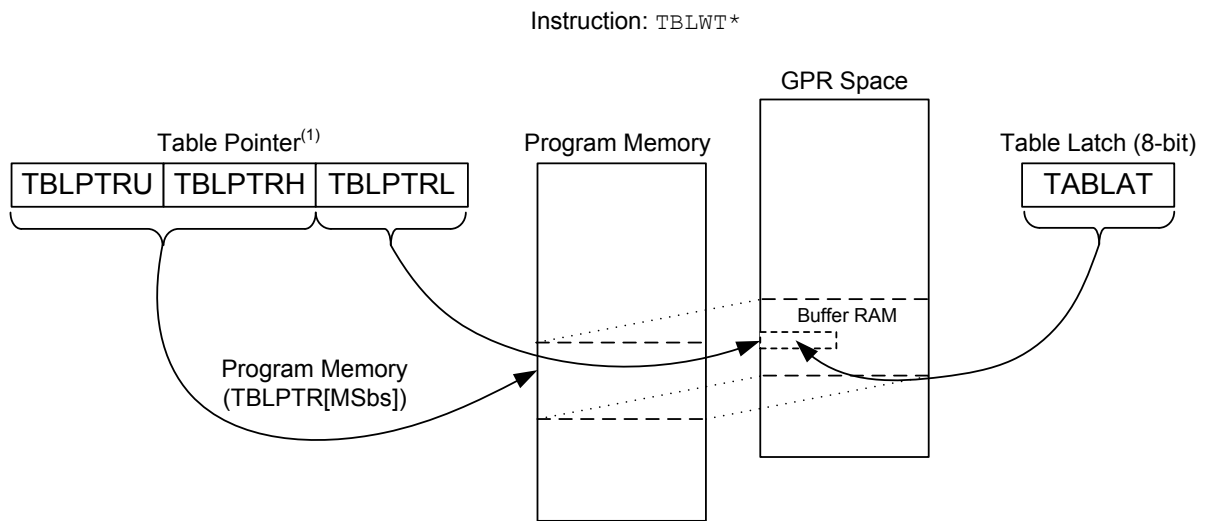 Instruction: TBLWT*
GPR Space
Table Pointer(1)
Program Memory
Table Latch (8-bit)
TBLPTRU TBLPTRH TBLPTRL
TABLAT
Buffer RAM
Program Memory
(TBLPTR[MSbs])